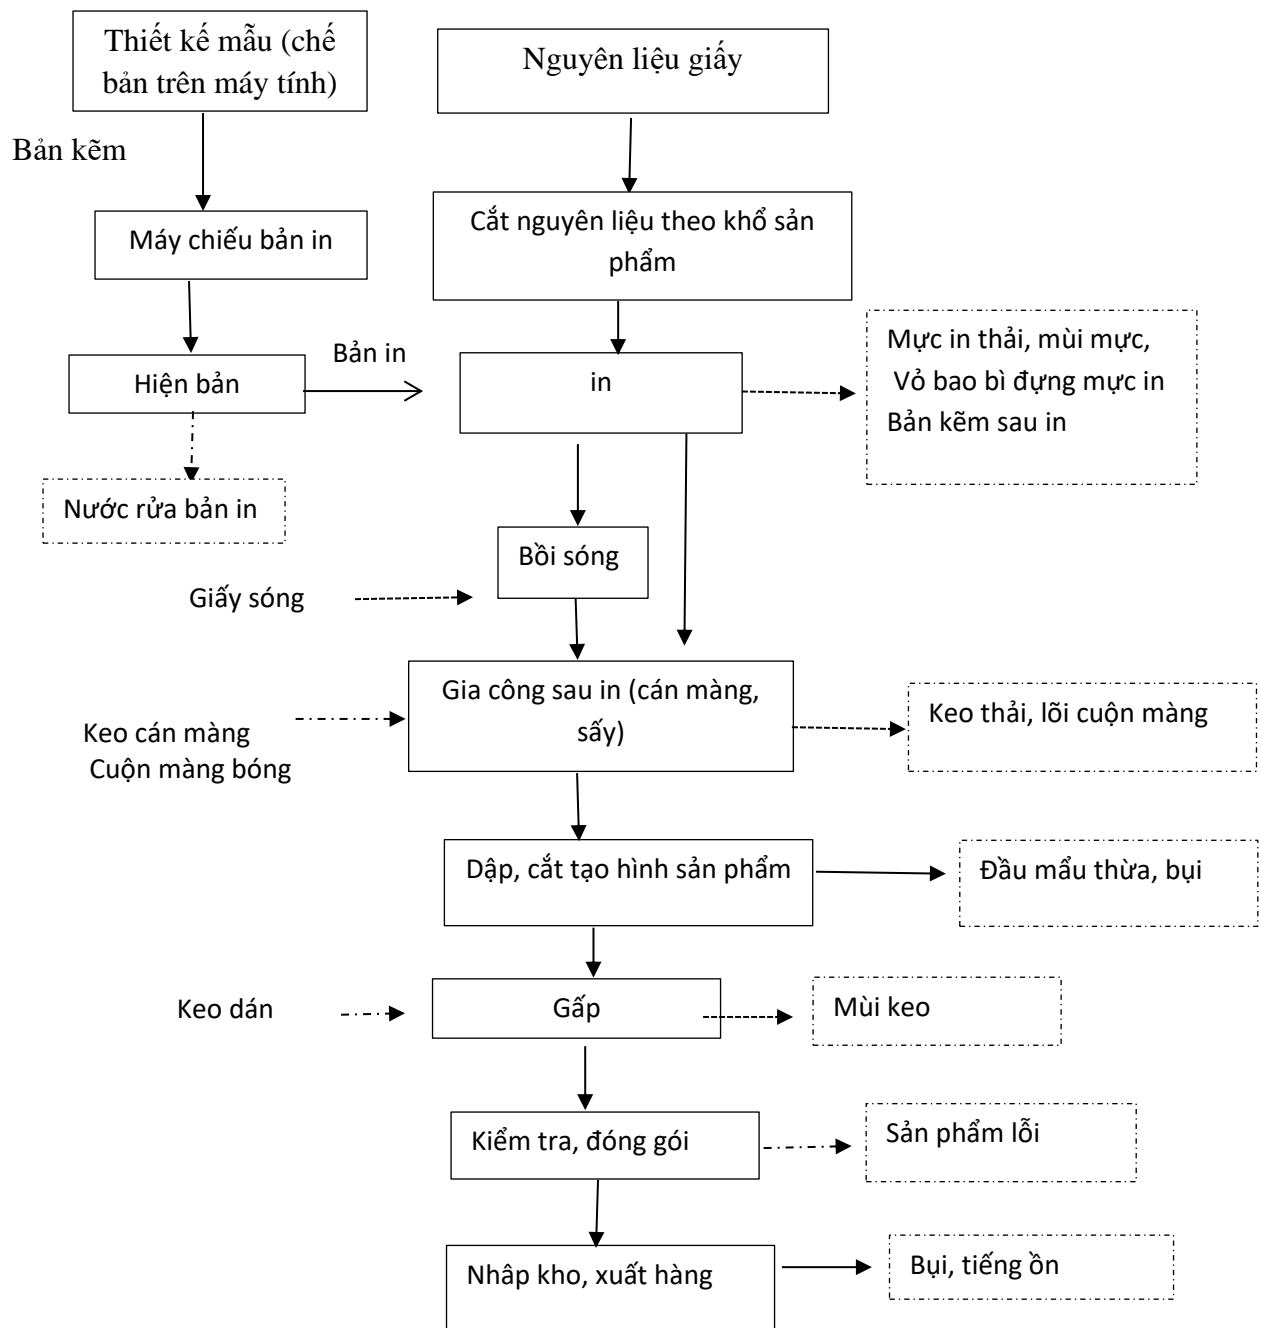 Thiết kế mẫu (chế
bản trên máy tính)
Nguyên liệu giấy
Bản kẽm
Máy chiếu bản in
Cắt nguyên liệu theo khổ sản
phẩm
Hiện bản
Bản in
in
Mực in thải, mùi mực,
Vỏ bao bì đựng mực in
Bản kẽm sau in
Nước rửa bản in
Bồi sóng
Giấy sóng
Gia công sau in (cán màng,
sấy)
Keo cán màng
Cuộn màng bóng
Keo thải, lõi cuộn màng
Dập, cắt tạo hình sản phẩm
Đầu mẩu thừa, bụi
Keo dán
Gấp
Mùi keo
Kiểm tra, đóng gói
Sản phẩm lỗi
Nhâp kho, xuất hàng
Bụi, tiếng ồn